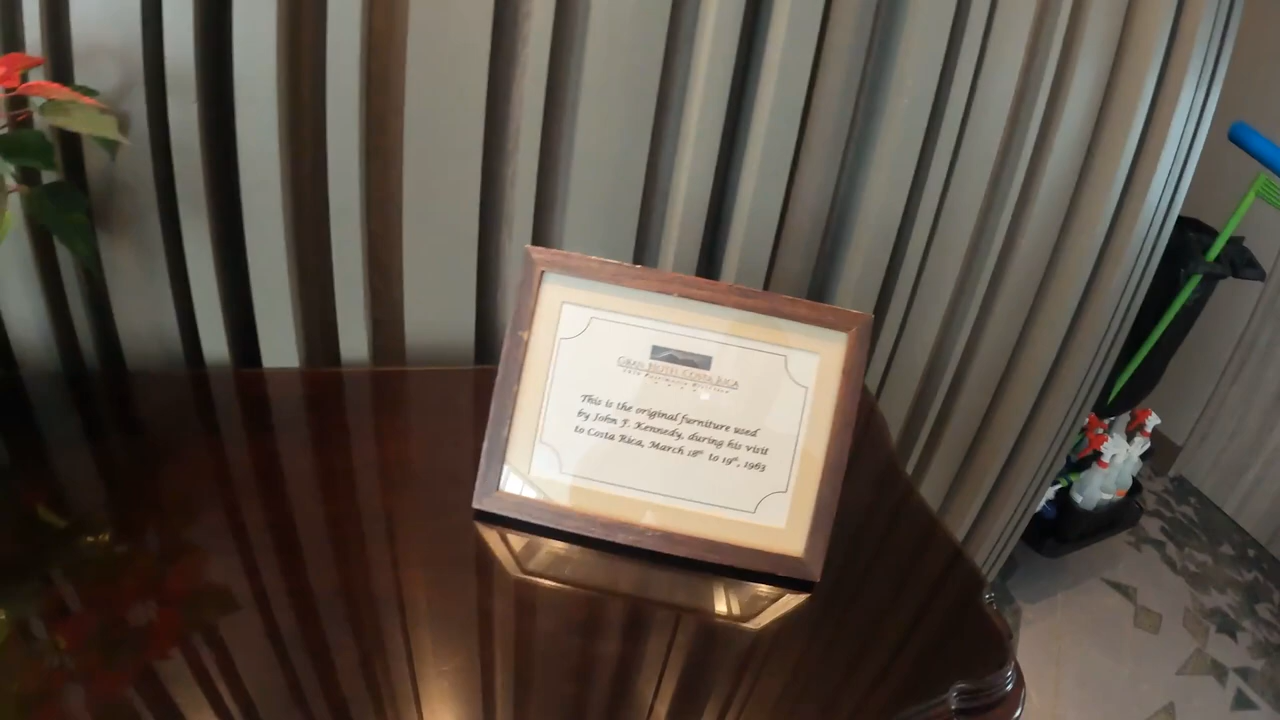 GRAN HOTEL COSTA RICA
This is the original furniture used
by John F. Kennedy, during his visit
to Costa Rica, March 18th to 19th, 1963